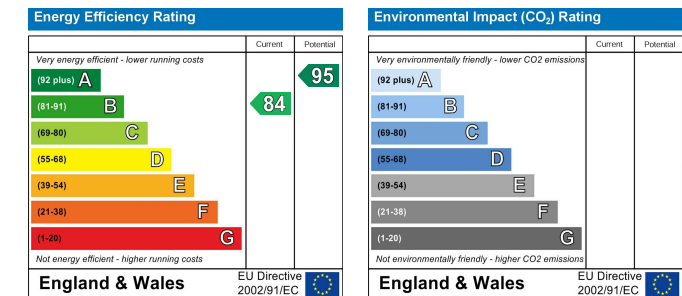 Energy Efficiency Rating
Current Potential
Very energy efficient - lower running costs
(92 plus) A
95
(81-91) B
84
(69-80) C
(55-68) D
(39-54) E
(21-38) F
(1-20) G
Not energy efficient - higher running costs
England & Wales
EU Directive
2002/91/EC
Environmental Impact (CO₂) Rating
Current Potential
Very environmentally friendly - lower CO2 emissions
(92 plus) A
(81-91) B
(69-80) C
(55-68) D
(39-54) E
(21-38) F
(1-20) G
Not environmentally friendly - higher CO2 emissions
England & Wales
EU Directive
2002/91/EC